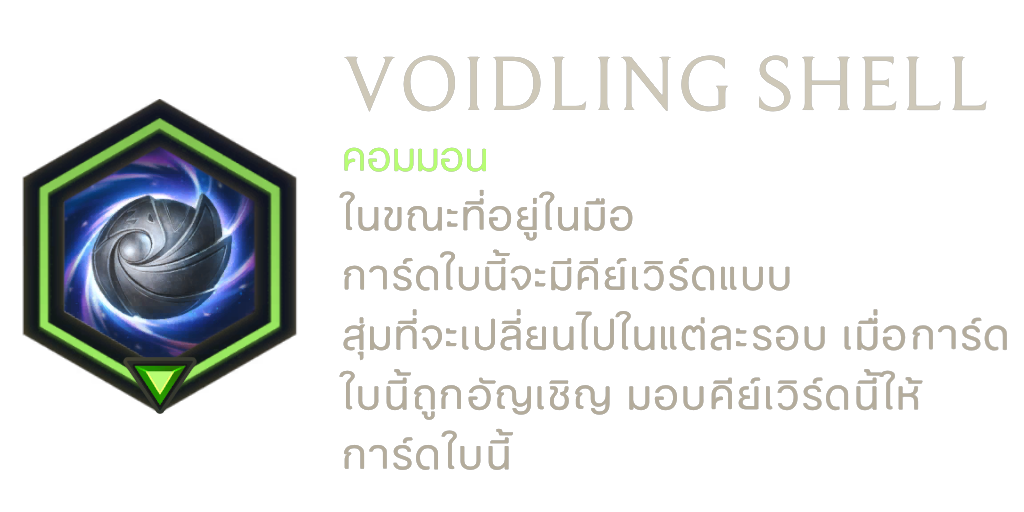 VOIDLING SHELL
คอมมอน
ในขณะที่อยู่ในมือ
การ์ดใบนี้จะมีคีย์เวิร์ดแบบ
สุ่มที่จะเปลี่ยนไปในแต่ละรอบ เมื่อการ์ด
ใบนี้ถูกอัญเชิญ มอบคีย์เวิร์ดนี้ให้
การ์ดใบนี้